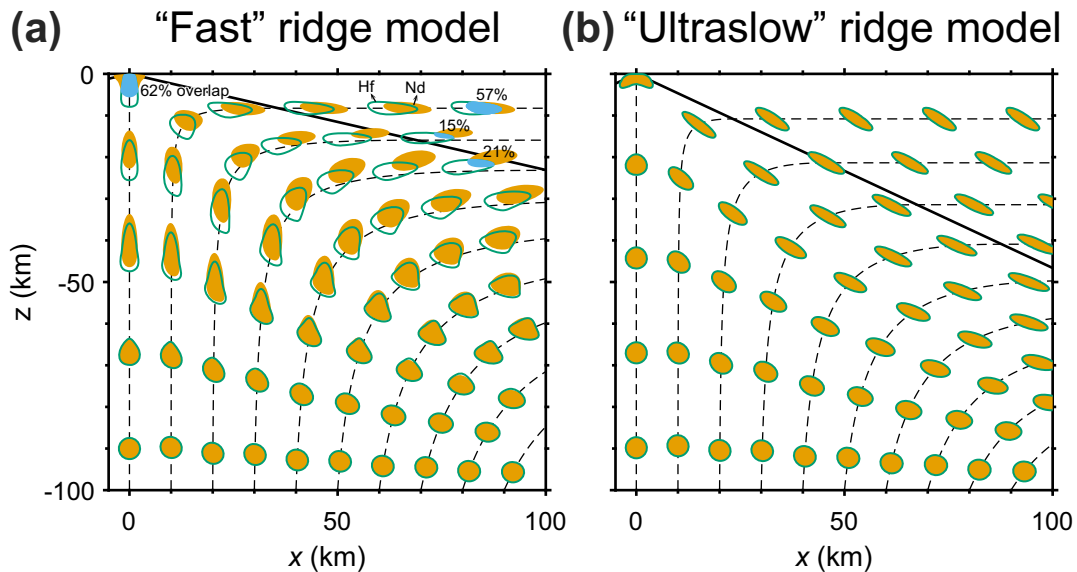 (a) “Fast” ridge model
(b) “Ultraslow” ridge model
0
-50
-100
z (km)
62% overlap
Hf
Nd
57%
15%
21%
0
50
100
x (km)
0
50
100
x (km)